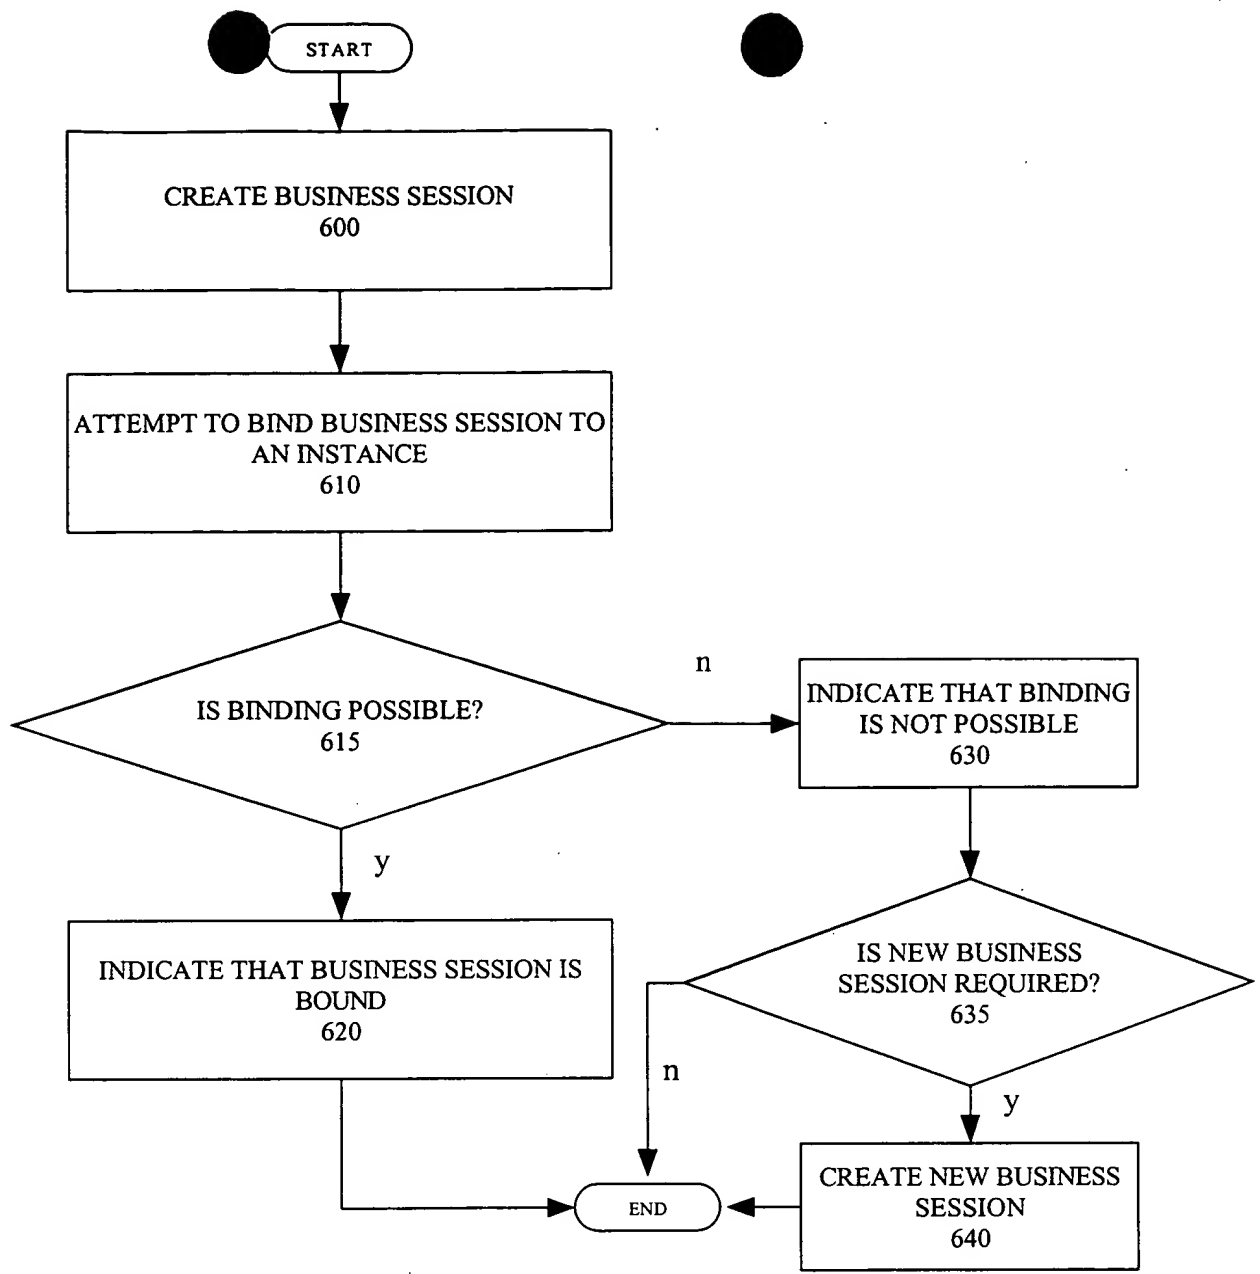 START
CREATE BUSINESS SESSION
600
ATTEMPT TO BIND BUSINESS SESSION TO
AN INSTANCE
610
IS BINDING POSSIBLE?
615
n
INDICATE THAT BINDING
IS NOT POSSIBLE
630
y
INDICATE THAT BUSINESS SESSION IS
BOUND
620
IS NEW BUSINESS
SESSION REQUIRED?
635
n
y
CREATE NEW BUSINESS
SESSION
640
END